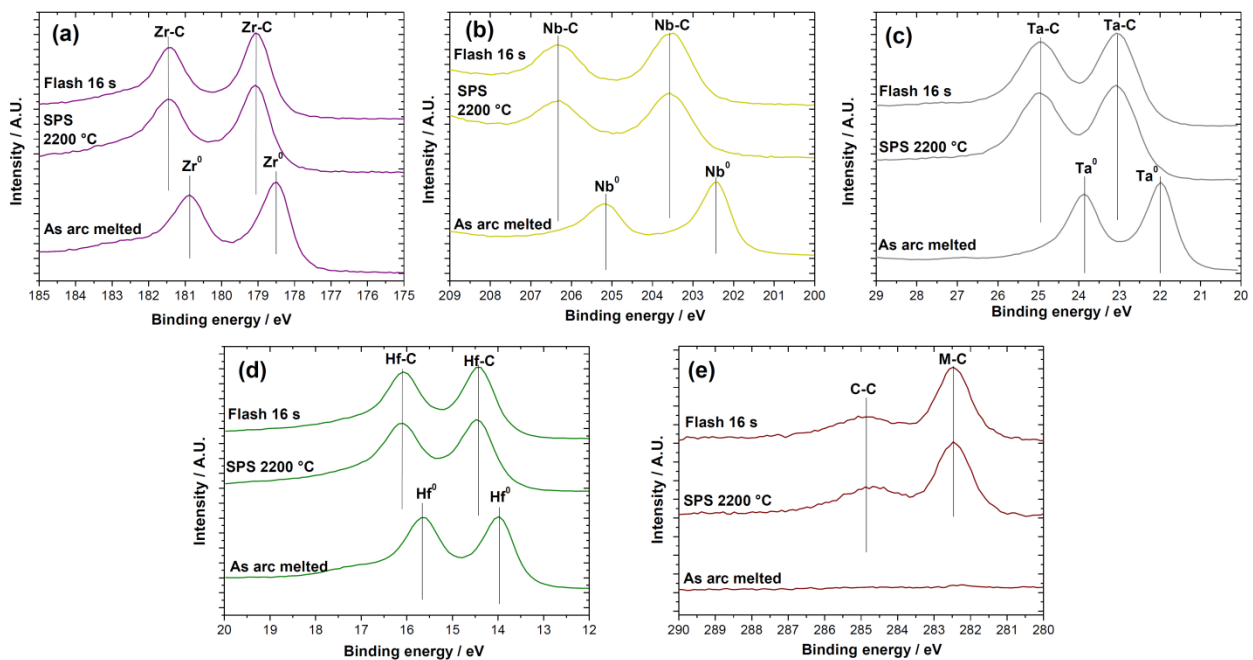 (a)
Zr-C
Zr-C
Flash 16 s
SPS
2200 °C
Zr⁰
Zr⁰
As arc melted
Intensity / A.U.
185 184 183 182 181 180 179 178 177 176 175
Binding energy / eV
(b)
Nb-C
Nb-C
Flash 16 s
SPS
2200 °C
Nb⁰
Nb⁰
As arc melted
Intensity / A.U.
209 208 207 206 205 204 203 202 201 200
Binding energy / eV
(c)
Ta-C
Ta-C
Flash 16 s
SPS 2200 °C
Ta⁰
Ta⁰
As arc melted
Intensity / A.U.
29 28 27 26 25 24 23 22 21 20
Binding energy / eV
(d)
Hf-C
Hf-C
Flash 16 s
SPS 2200 °C
Hf⁰
Hf⁰
As arc melted
Intensity / A.U.
20 19 18 17 16 15 14 13 12
Binding energy / eV
(e)
M-C
C-C
Flash 16 s
SPS 2200 °C
As arc melted
Intensity / A.U.
290 289 288 287 286 285 284 283 282 281 280
Binding energy / eV